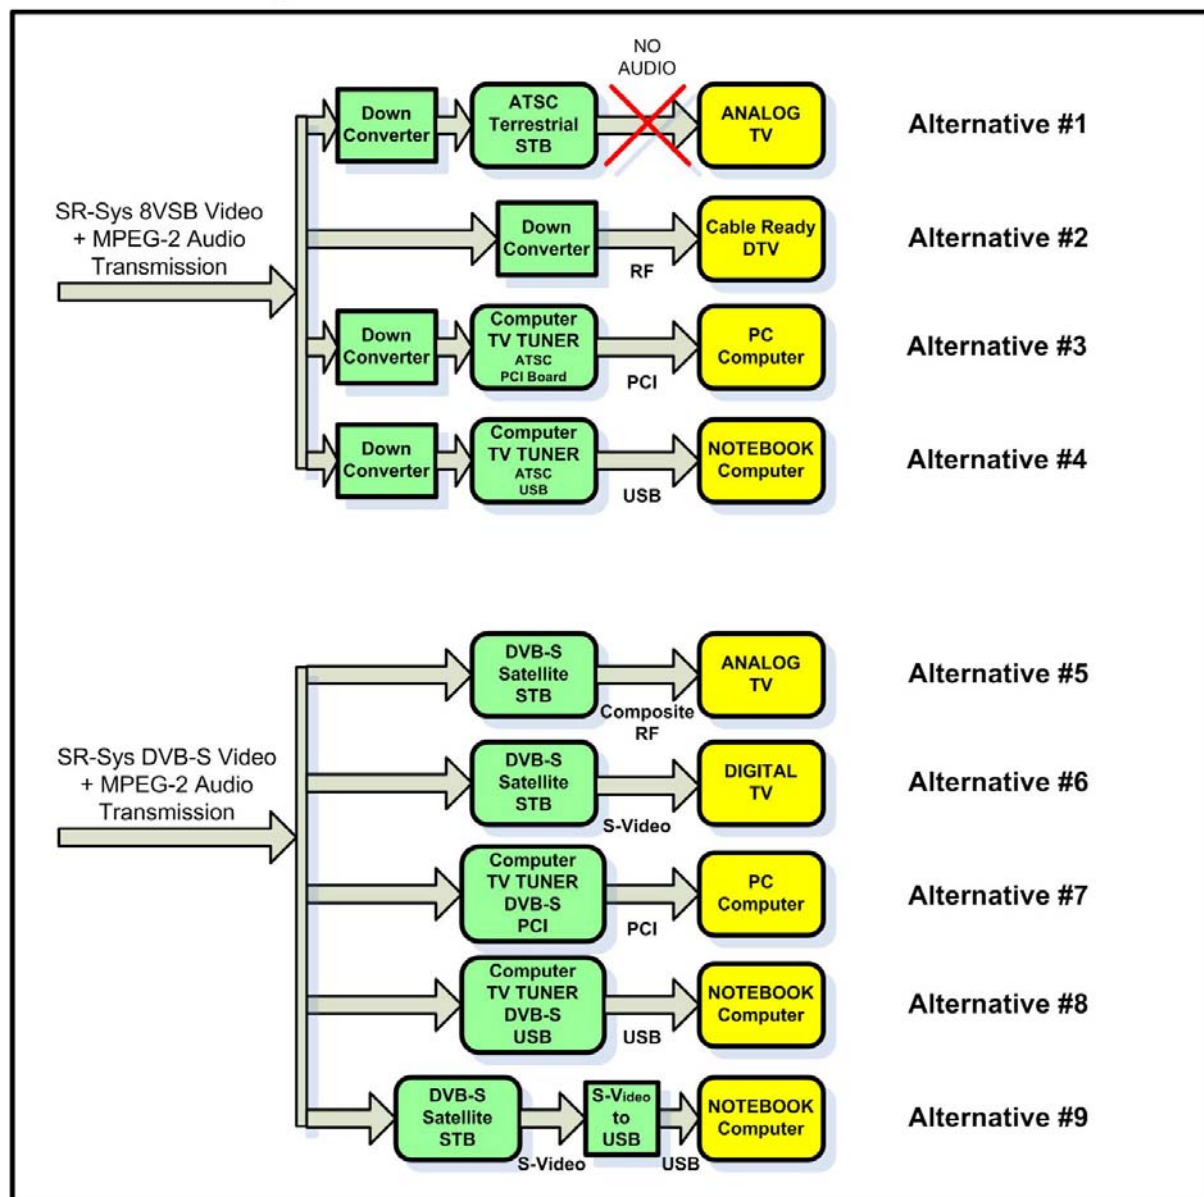 NO
AUDIO
Down
Converter
ATSC
Terrestrial
STB
ANALOG
TV
Alternative #1
SR-Sys 8VSB Video
+ MPEG-2 Audio
Transmission
Down
Converter
RF
Cable Ready
DTV
Alternative #2
Down
Converter
Computer
TV TUNER
ATSC
PCI Board
PCI
PC
Computer
Alternative #3
Down
Converter
Computer
TV TUNER
ATSC
USB
USB
NOTEBOOK
Computer
Alternative #4
DVB-S
Satellite
STB
Composite
RF
ANALOG
TV
Alternative #5
SR-Sys DVB-S Video
+ MPEG-2 Audio
Transmission
DVB-S
Satellite
STB
S-Video
DIGITAL
TV
Alternative #6
Computer
TV TUNER
DVB-S
PCI
PCI
PC
Computer
Alternative #7
Computer
TV TUNER
DVB-S
USB
USB
NOTEBOOK
Computer
Alternative #8
DVB-S
Satellite
STB
S-Video
S-Video
to
USB
USB
NOTEBOOK
Computer
Alternative #9